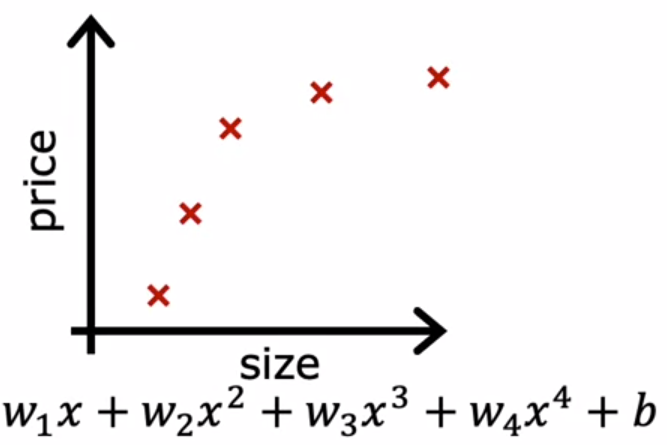 price
size
w₁x + w₂x² + w₃x³ + w₄x⁴ + b